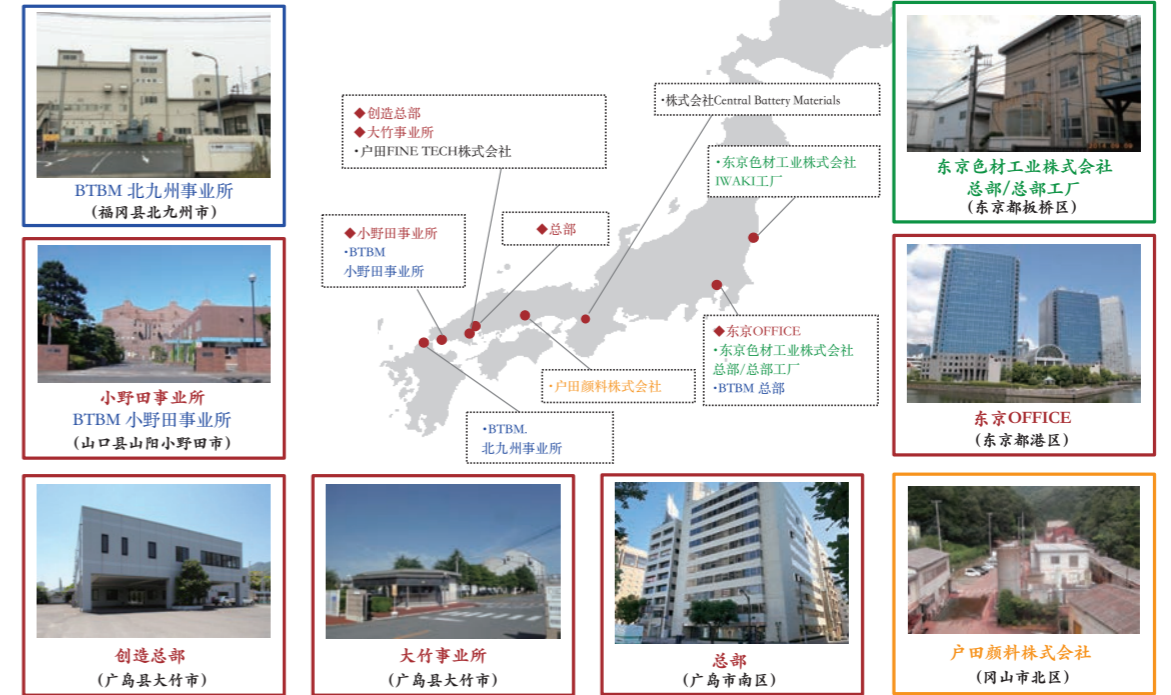 BTBM 北九州事业所
(福冈县北九州市)
小野田事业所
BTBM 小野田事业所
(山口县山阳小野田市)
◆创造总部
◆大竹事业所
・户田FINE TECH株式会社
◆小野田事业所
・BTBM
小野田事业所
◆总部
・株式会社Central Battery Materials
・东京色材工业株式会社
IWAKI工厂
◆东京OFFICE
・东京色材工业株式会社
总部/总部工厂
・BTBM 总部
・户田颜料株式会社
・BTBM.
北九州事业所
东京色材工业株式会社
总部/总部工厂
(东京都板桥区)
东京OFFICE
(东京都港区)
创造总部
(广岛县大竹市)
大竹事业所
(广岛县大竹市)
总部
(广岛市南区)
户田颜料株式会社
(冈山市北区)